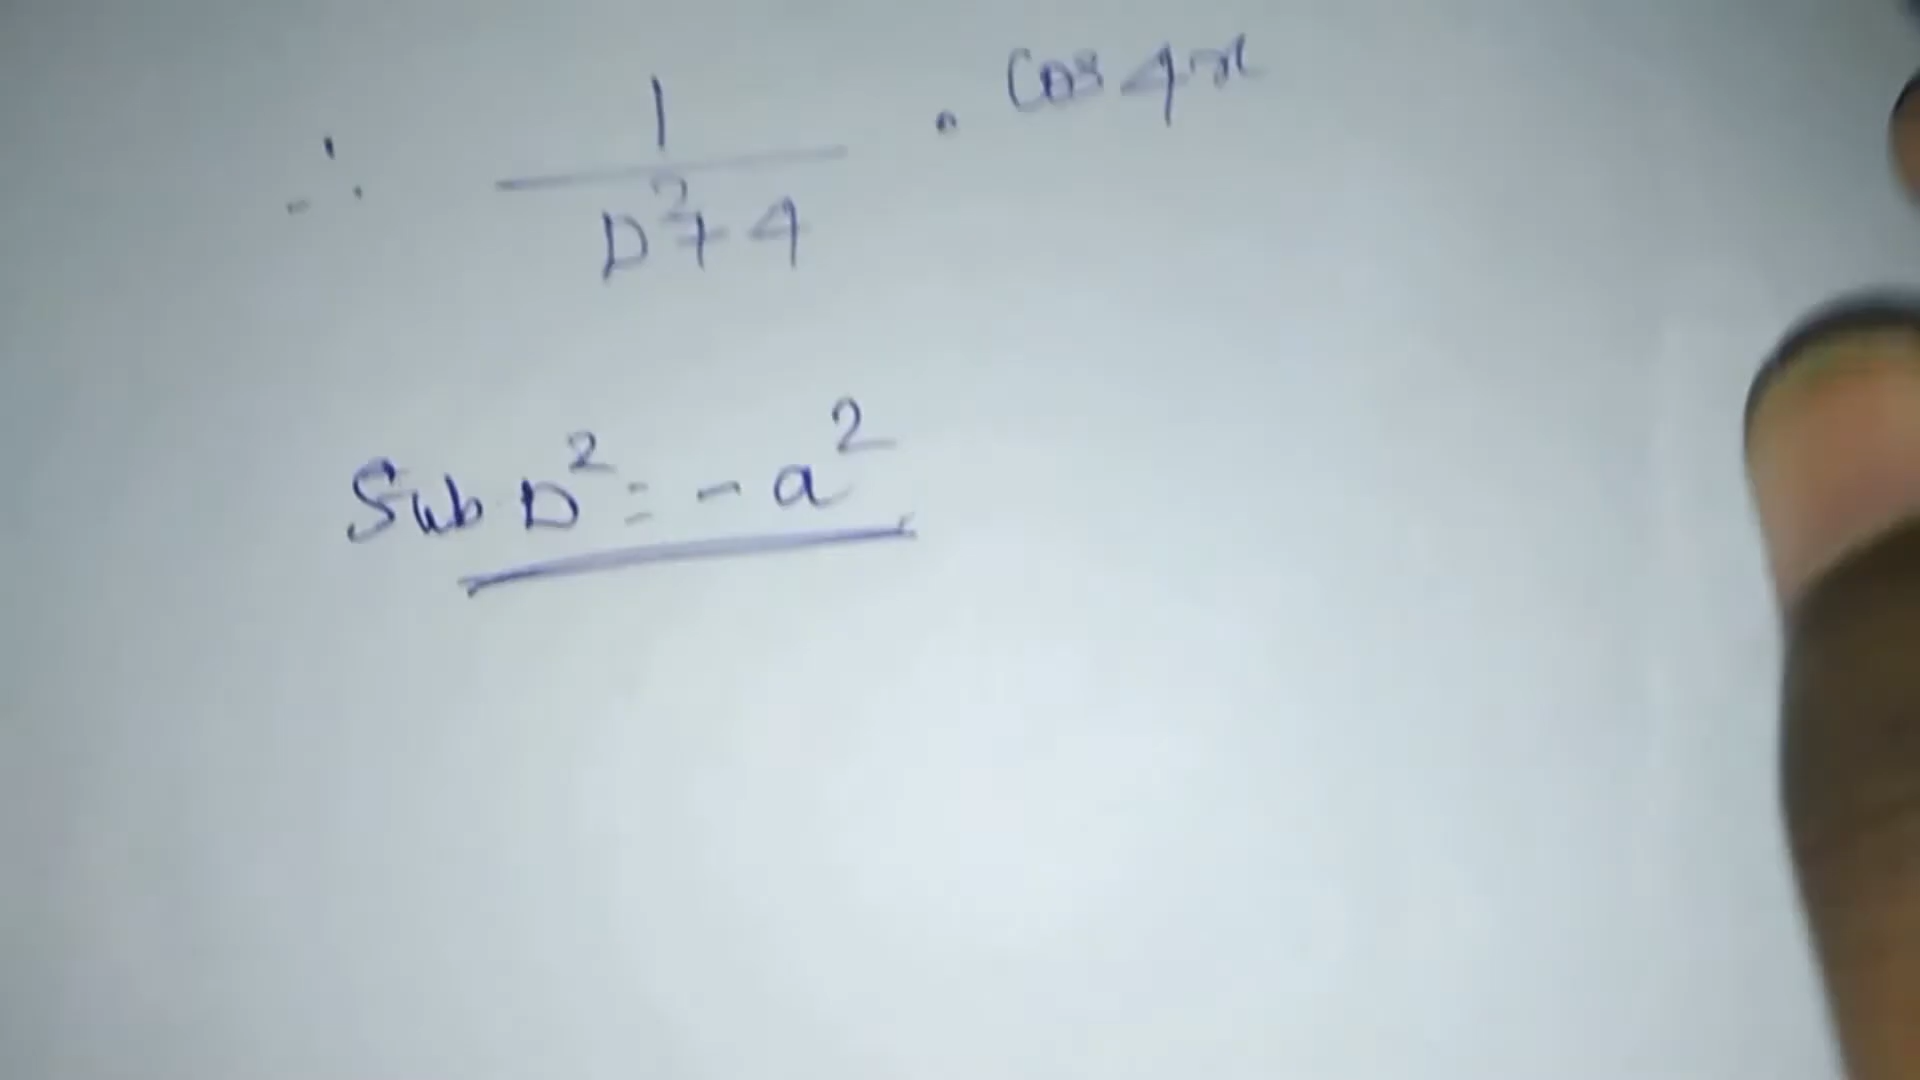 ∴ 1/(D²+4) . Cos 4x
Sub D² = -a²